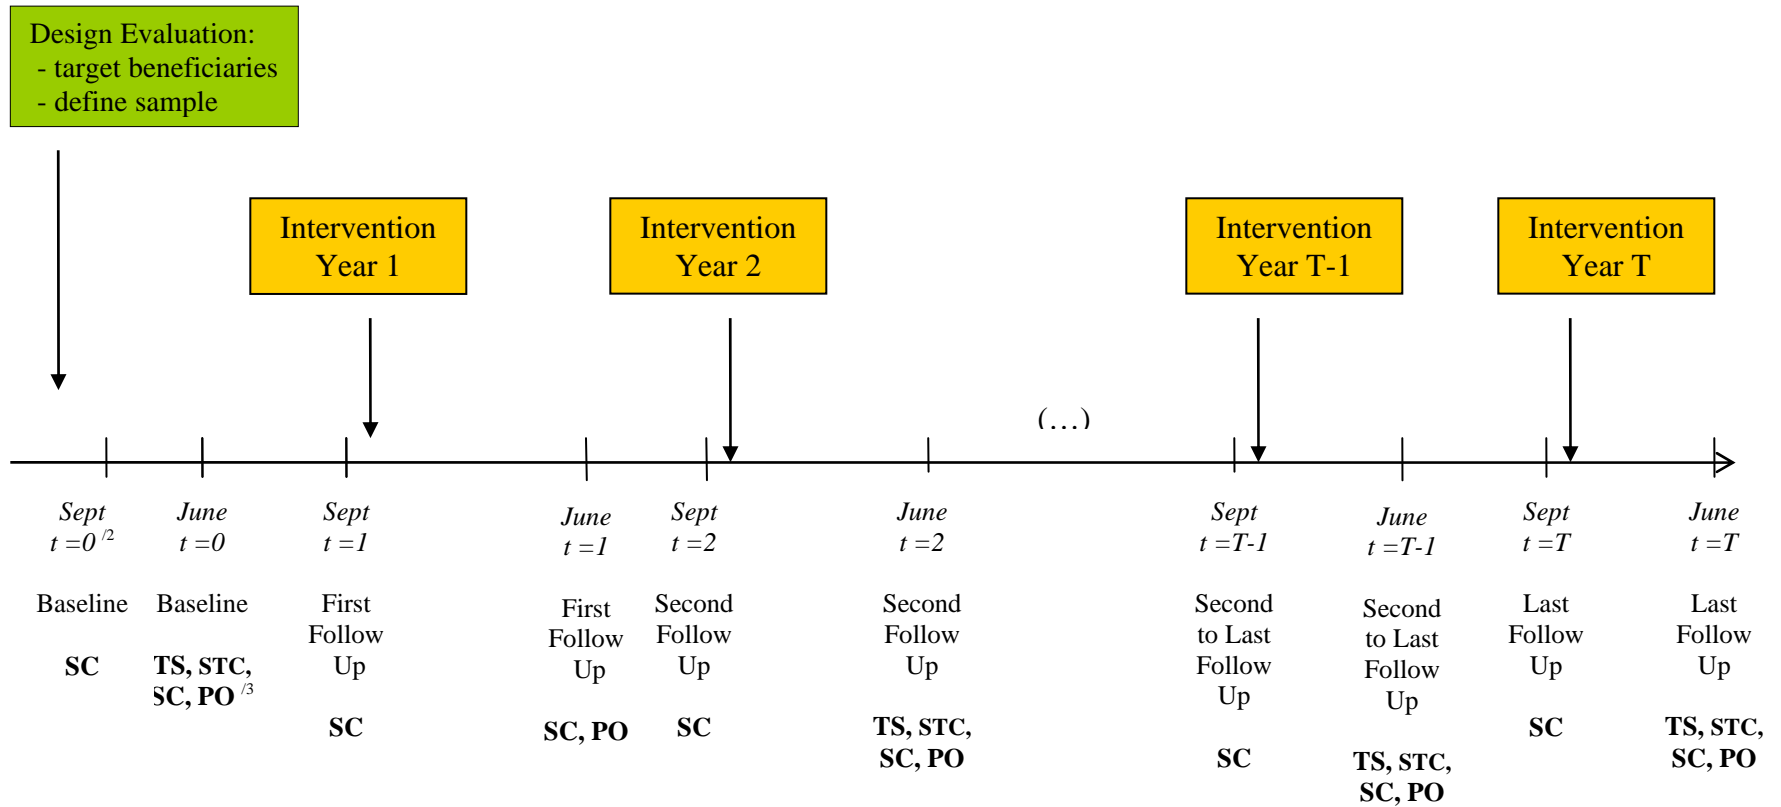 Design Evaluation:
- target beneficiaries
- define sample
Intervention
Year 1
Intervention
Year 2
Intervention
Year T-1
Intervention
Year T
(…)
Sept
t =0 /2
Baseline
SC
June
t =0
Baseline
TS, STC,
SC, PO /3
Sept
t =1
First
Follow
Up
SC
June
t =1
First
Follow
Up
SC, PO
Sept
t =2
Second
Follow
Up
SC
June
t =2
Second
Follow
Up
TS, STC,
SC, PO
Sept
t =T-1
Second
to Last
Follow
Up
SC
June
t =T-1
Second
to Last
Follow
Up
TS, STC,
SC, PO
Sept
t =T
Last
Follow
Up
SC
June
t =T
Last
Follow
Up
TS, STC,
SC, PO